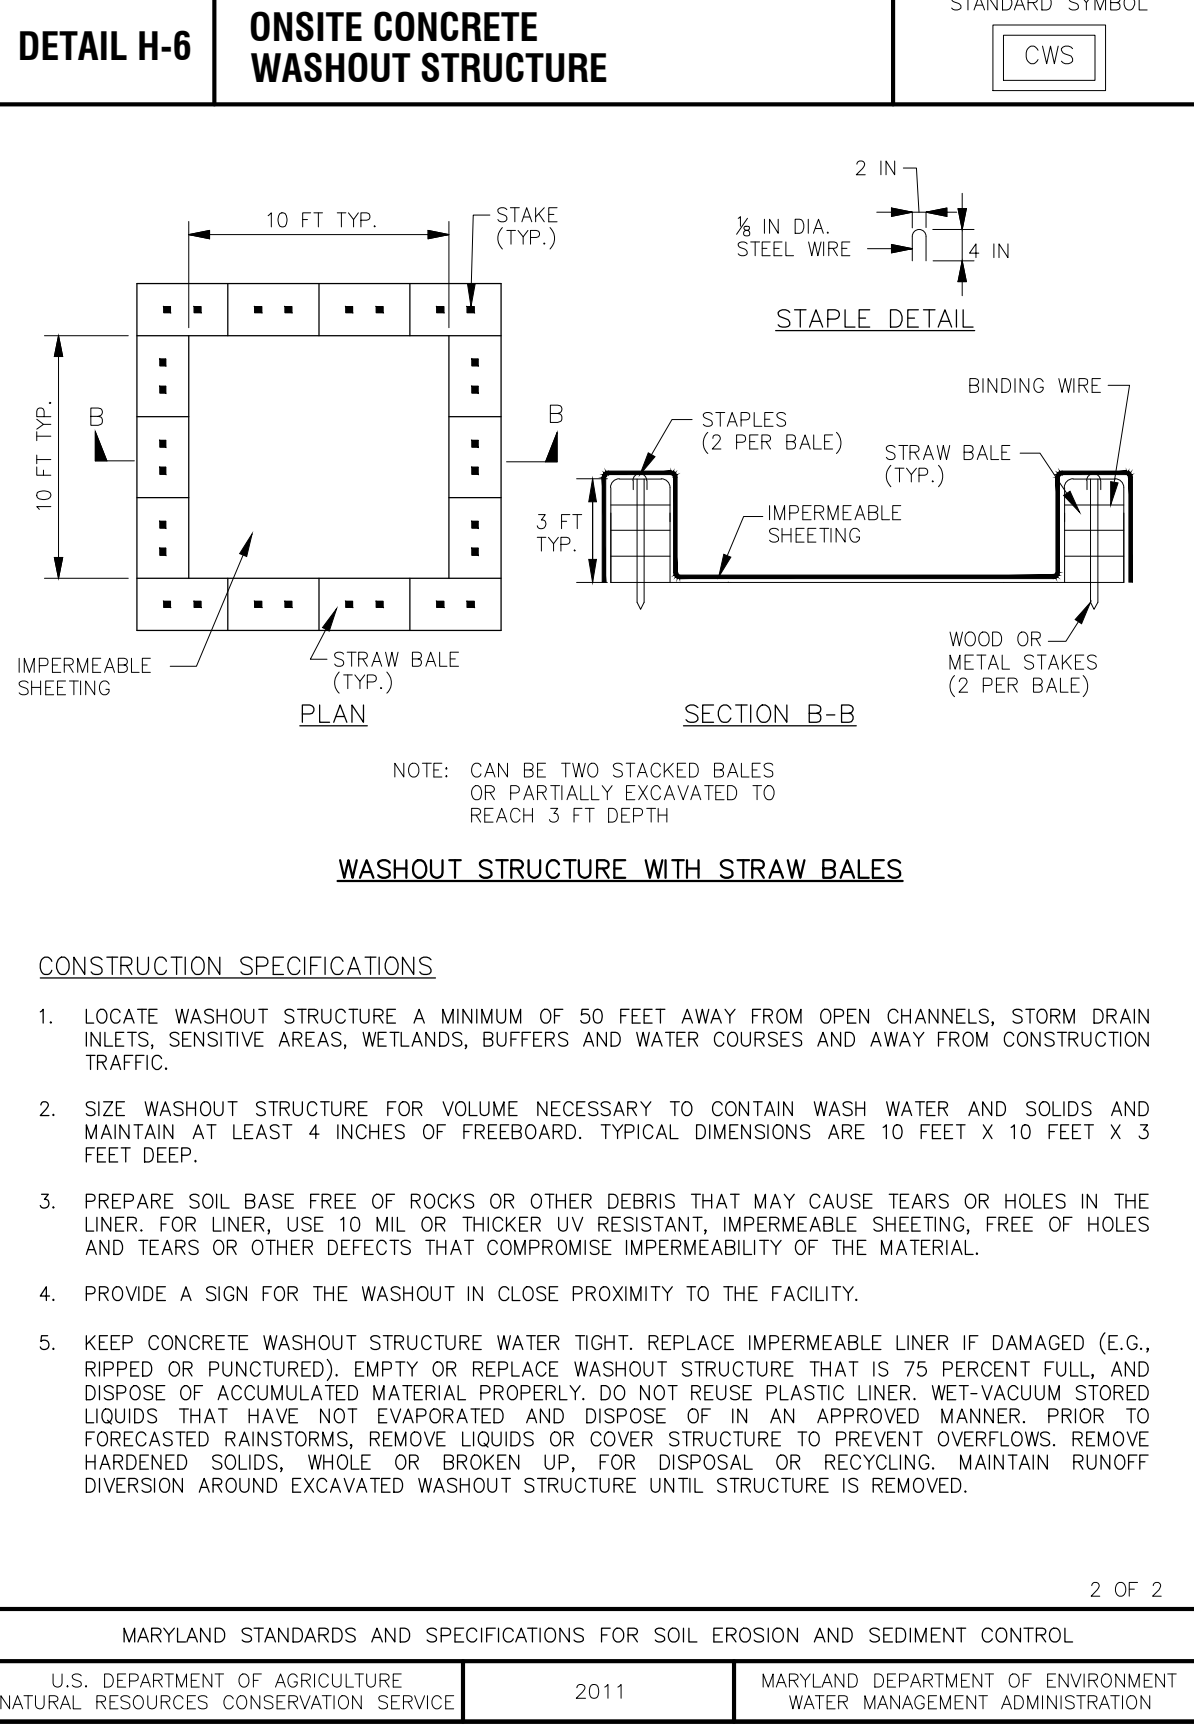 STANDARD SYMBOL
DETAIL H-6
ONSITE CONCRETE
WASHOUT STRUCTURE
CWS
2 IN
10 FT TYP.
STAKE
(TYP.)
⅛ IN DIA.
STEEL WIRE
4 IN
STAPLE DETAIL
BINDING WIRE
10 FT TYP.
B
B
STAPLES
(2 PER BALE)
STRAW BALE
(TYP.)
3 FT
TYP.
IMPERMEABLE
SHEETING
IMPERMEABLE
SHEETING
STRAW BALE
(TYP.)
WOOD OR
METAL STAKES
(2 PER BALE)
PLAN
SECTION B-B
NOTE: CAN BE TWO STACKED BALES
OR PARTIALLY EXCAVATED TO
REACH 3 FT DEPTH
WASHOUT STRUCTURE WITH STRAW BALES
CONSTRUCTION SPECIFICATIONS
1. LOCATE WASHOUT STRUCTURE A MINIMUM OF 50 FEET AWAY FROM OPEN CHANNELS, STORM DRAIN
INLETS, SENSITIVE AREAS, WETLANDS, BUFFERS AND WATER COURSES AND AWAY FROM CONSTRUCTION
TRAFFIC.
2. SIZE WASHOUT STRUCTURE FOR VOLUME NECESSARY TO CONTAIN WASH WATER AND SOLIDS AND
MAINTAIN AT LEAST 4 INCHES OF FREEBOARD. TYPICAL DIMENSIONS ARE 10 FEET X 10 FEET X 3
FEET DEEP.
3. PREPARE SOIL BASE FREE OF ROCKS OR OTHER DEBRIS THAT MAY CAUSE TEARS OR HOLES IN THE
LINER. FOR LINER, USE 10 MIL OR THICKER UV RESISTANT, IMPERMEABLE SHEETING, FREE OF HOLES
AND TEARS OR OTHER DEFECTS THAT COMPROMISE IMPERMEABILITY OF THE MATERIAL.
4. PROVIDE A SIGN FOR THE WASHOUT IN CLOSE PROXIMITY TO THE FACILITY.
5. KEEP CONCRETE WASHOUT STRUCTURE WATER TIGHT. REPLACE IMPERMEABLE LINER IF DAMAGED (E.G.,
RIPPED OR PUNCTURED). EMPTY OR REPLACE WASHOUT STRUCTURE THAT IS 75 PERCENT FULL, AND
DISPOSE OF ACCUMULATED MATERIAL PROPERLY. DO NOT REUSE PLASTIC LINER. WET-VACUUM STORED
LIQUIDS THAT HAVE NOT EVAPORATED AND DISPOSE OF IN AN APPROVED MANNER. PRIOR TO
FORECASTED RAINSTORMS, REMOVE LIQUIDS OR COVER STRUCTURE TO PREVENT OVERFLOWS. REMOVE
HARDENED SOLIDS, WHOLE OR BROKEN UP, FOR DISPOSAL OR RECYCLING. MAINTAIN RUNOFF
DIVERSION AROUND EXCAVATED WASHOUT STRUCTURE UNTIL STRUCTURE IS REMOVED.
2 OF 2
MARYLAND STANDARDS AND SPECIFICATIONS FOR SOIL EROSION AND SEDIMENT CONTROL
U.S. DEPARTMENT OF AGRICULTURE
NATURAL RESOURCES CONSERVATION SERVICE
2011
MARYLAND DEPARTMENT OF ENVIRONMENT
WATER MANAGEMENT ADMINISTRATION